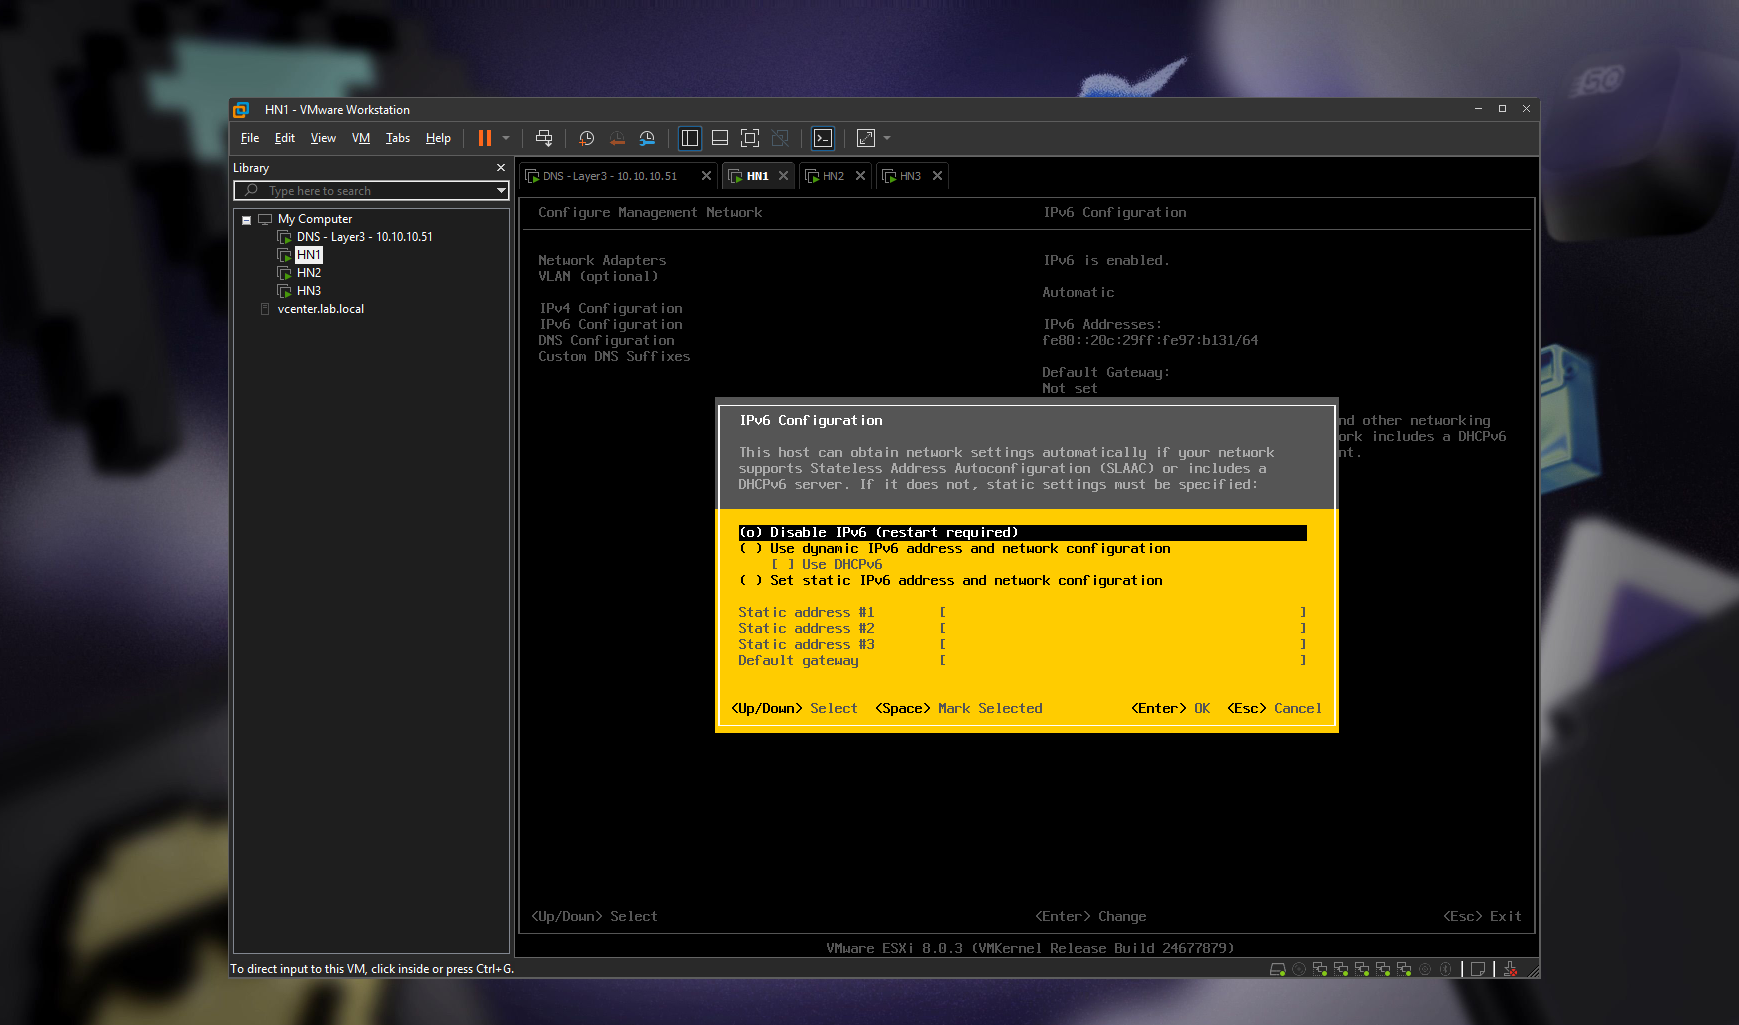 50
HN1 - VMware Workstation
File Edit View VM Tabs Help
Library
Type here to search
My Computer
DNS - Layer3 - 10.10.10.51
HN1
HN2
HN3
vcenter.lab.local
DNS - Layer3 - 10.10.10.51 HN1 HN2 HN3
Configure Management Network
Network Adapters
VLAN (optional)
IPv4 Configuration
IPv6 Configuration
DNS Configuration
Custom DNS Suffixes
IPv6 Configuration
IPv6 is enabled.
Automatic
IPv6 Addresses:
fe80::20c:29ff:fe97:b131/64
Default Gateway:
Not set
nd other networking
ork includes a DHCPv6
nt.
IPv6 Configuration
This host can obtain network settings automatically if your network
supports Stateless Address Autoconfiguration (SLAAC) or includes a
DHCPv6 server. If it does not, static settings must be specified:
(o) Disable IPv6 (restart required)
( ) Use dynamic IPv6 address and network configuration
[ ] Use DHCPv6
( ) Set static IPv6 address and network configuration
Static address #1 [ ]
Static address #2 [ ]
Static address #3 [ ]
Default gateway [ ]
<Up/Down> Select <Space> Mark Selected <Enter> OK <Esc> Cancel
<Up/Down> Select <Enter> Change <Esc> Exit
VMware ESXi 8.0.3 (VMKernel Release Build 24677879)
To direct input to this VM, click inside or press Ctrl+G.